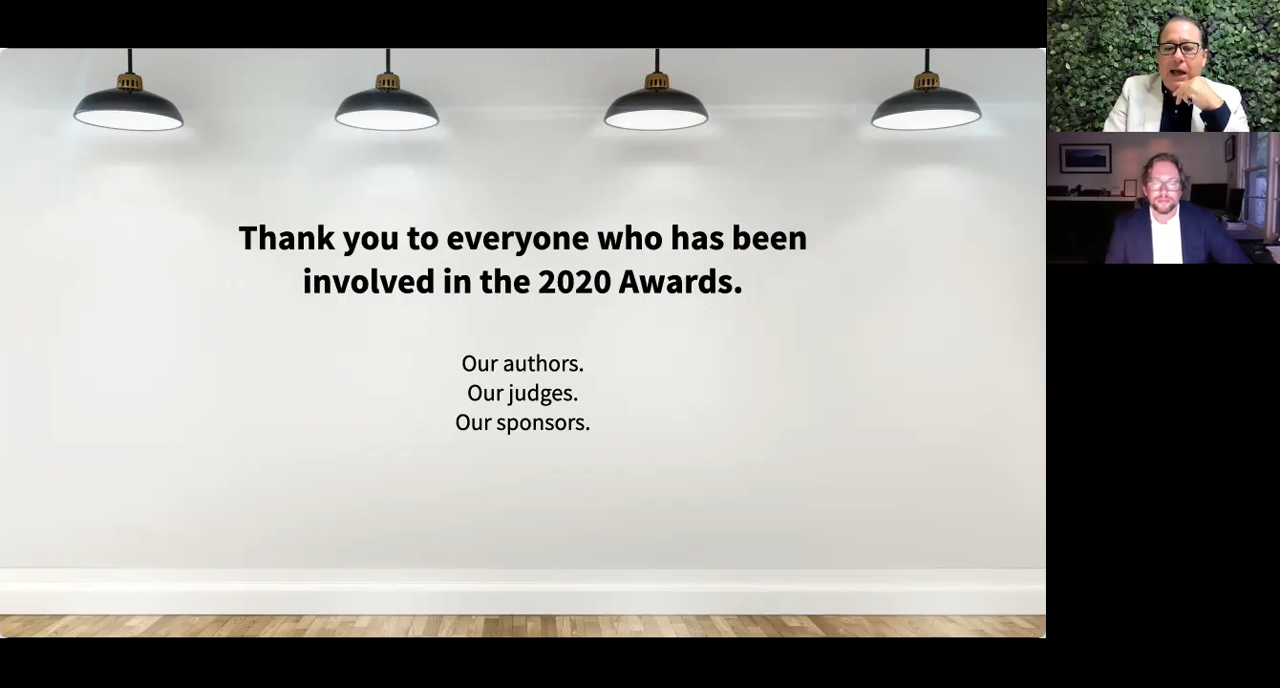 Thank you to everyone who has been
involved in the 2020 Awards.
Our authors.
Our judges.
Our sponsors.